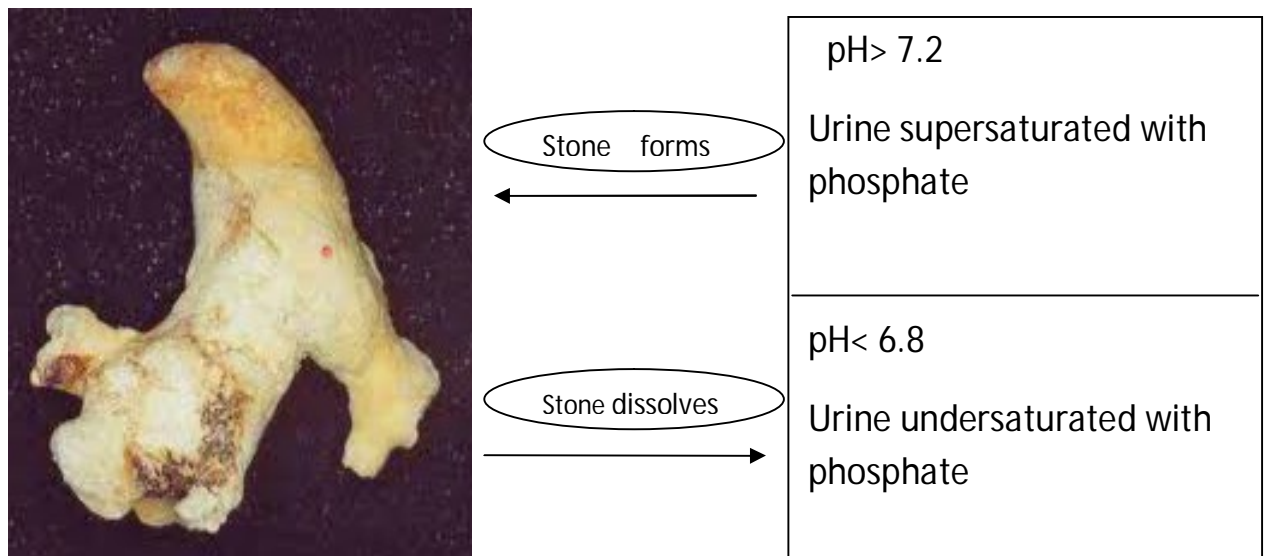 pH> 7.2
Urine supersaturated with
phosphate
Stone forms
pH< 6.8
Urine undersaturated with
phosphate
Stone dissolves